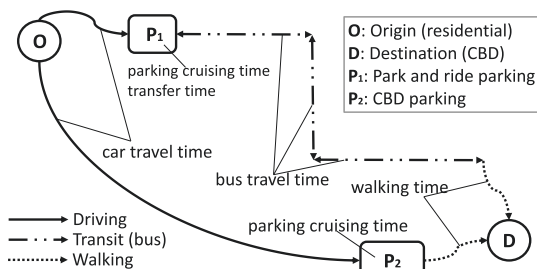 O
P1
parking cruising time
transfer time
O: Origin (residential)
D: Destination (CBD)
P1: Park and ride parking
P2: CBD parking
car travel time
bus travel time
walking time
Driving
Transit (bus)
Walking
parking cruising time
P2
D